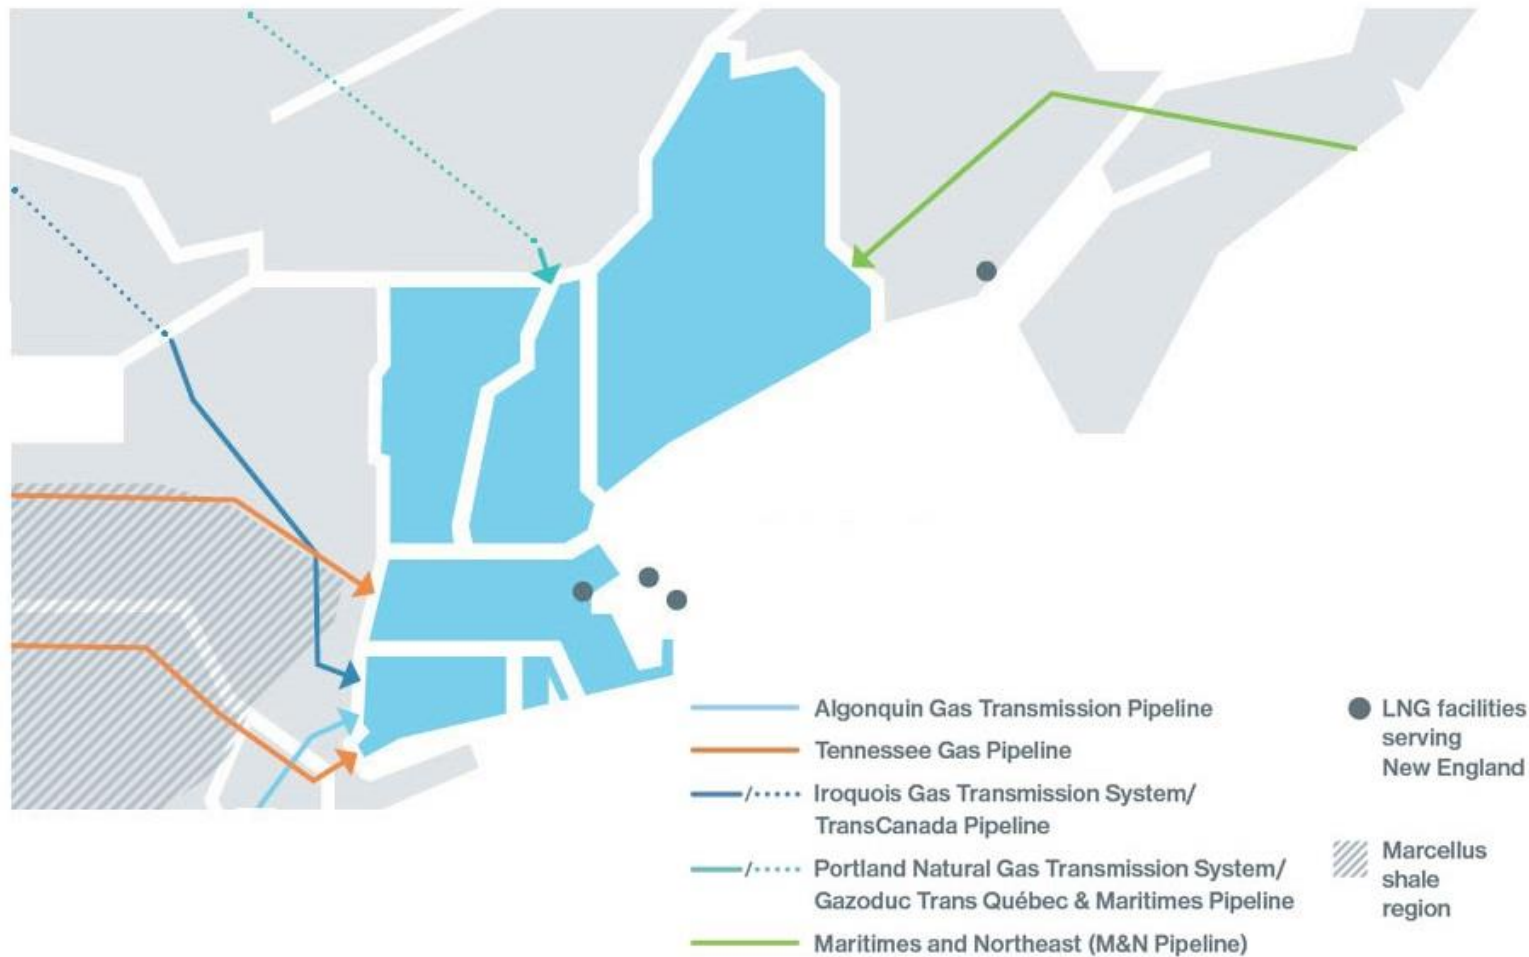 Algonquin Gas Transmission Pipeline
Tennessee Gas Pipeline
Iroquois Gas Transmission System/
TransCanada Pipeline
Portland Natural Gas Transmission System/
Gazoduc Trans Québec & Maritimes Pipeline
Maritimes and Northeast (M&N Pipeline)
LNG facilities
serving
New England
Marcellus
shale
region